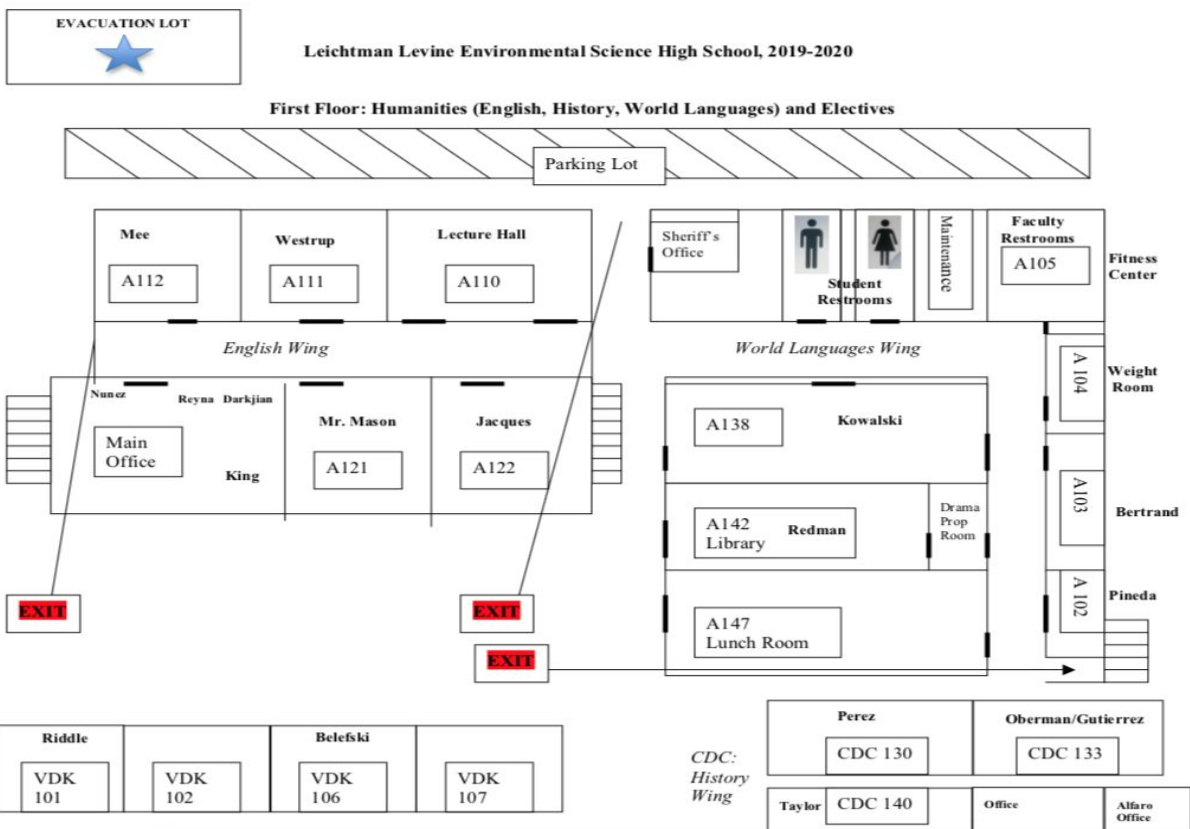 EVACUATION LOT
Leichtman Levine Environmental Science High School, 2019-2020
First Floor: Humanities (English, History, World Languages) and Electives
Parking Lot
Mee
A112
Westrup
A111
Lecture Hall
A110
Sheriff's
Office
Student
Restrooms
Maintenance
Faculty
Restrooms
A105
Fitness
Center
English Wing
World Languages Wing
Nunez
Reyna Darkjian
Main
Office
King
Mr. Mason
A121
Jacques
A122
A138
Kowalski
A 104
Weight
Room
A142
Library
Redman
Drama
Prop
Room
A103
Bertrand
A147
Lunch Room
A 102
Pineda
EXIT
EXIT
EXIT
Riddle
VDK
101
VDK
102
Belefski
VDK
106
VDK
107
CDC:
History
Wing
Perez
CDC 130
Oberman/Gutierrez
CDC 133
Taylor
CDC 140
Office
Alfaro
Office